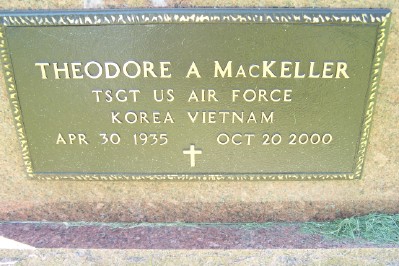 THEODORE A MacKELLER
TSGT US AIR FORCE
KOREA VIETNAM
APR 30 1935 OCT 20 2000